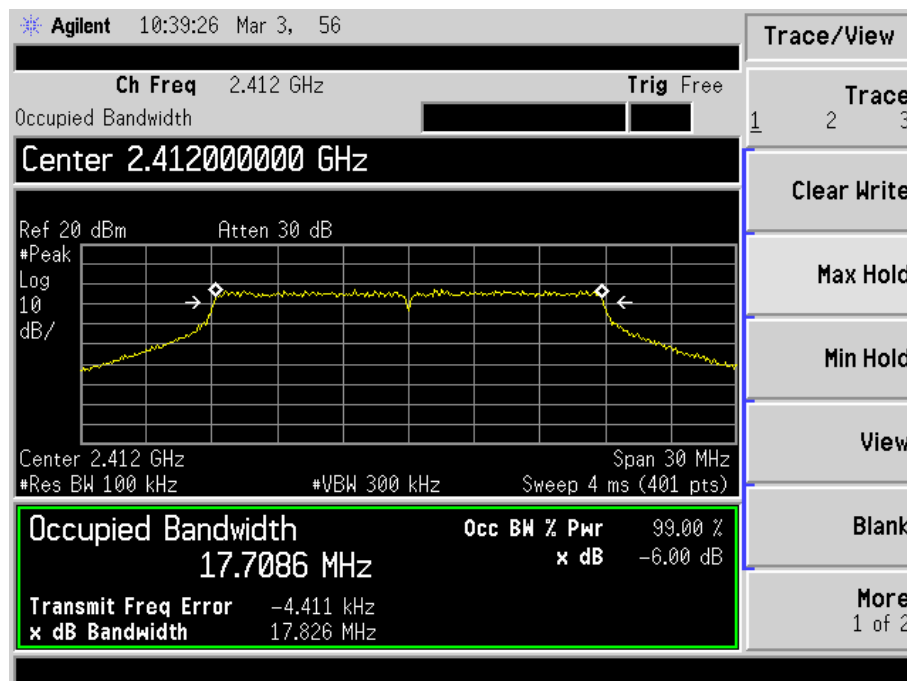 Agilent 10:39:26 Mar 3, 56
Trace/View
Ch Freq 2.412 GHz Trig Free
Occupied Bandwidth
Center 2.412000000 GHz
Ref 20 dBm Atten 30 dB
#Peak
Log
10
dB/
Center 2.412 GHz Span 30 MHz
#Res BW 100 kHz #VBW 300 kHz Sweep 4 ms (401 pts)
Occupied Bandwidth Occ BW % Pwr 99.00 %
17.7086 MHz x dB -6.00 dB
Transmit Freq Error -4.411 kHz
x dB Bandwidth 17.826 MHz
Trace
1 2 3
Clear Write
Max Hold
Min Hold
View
Blank
More
1 of 2